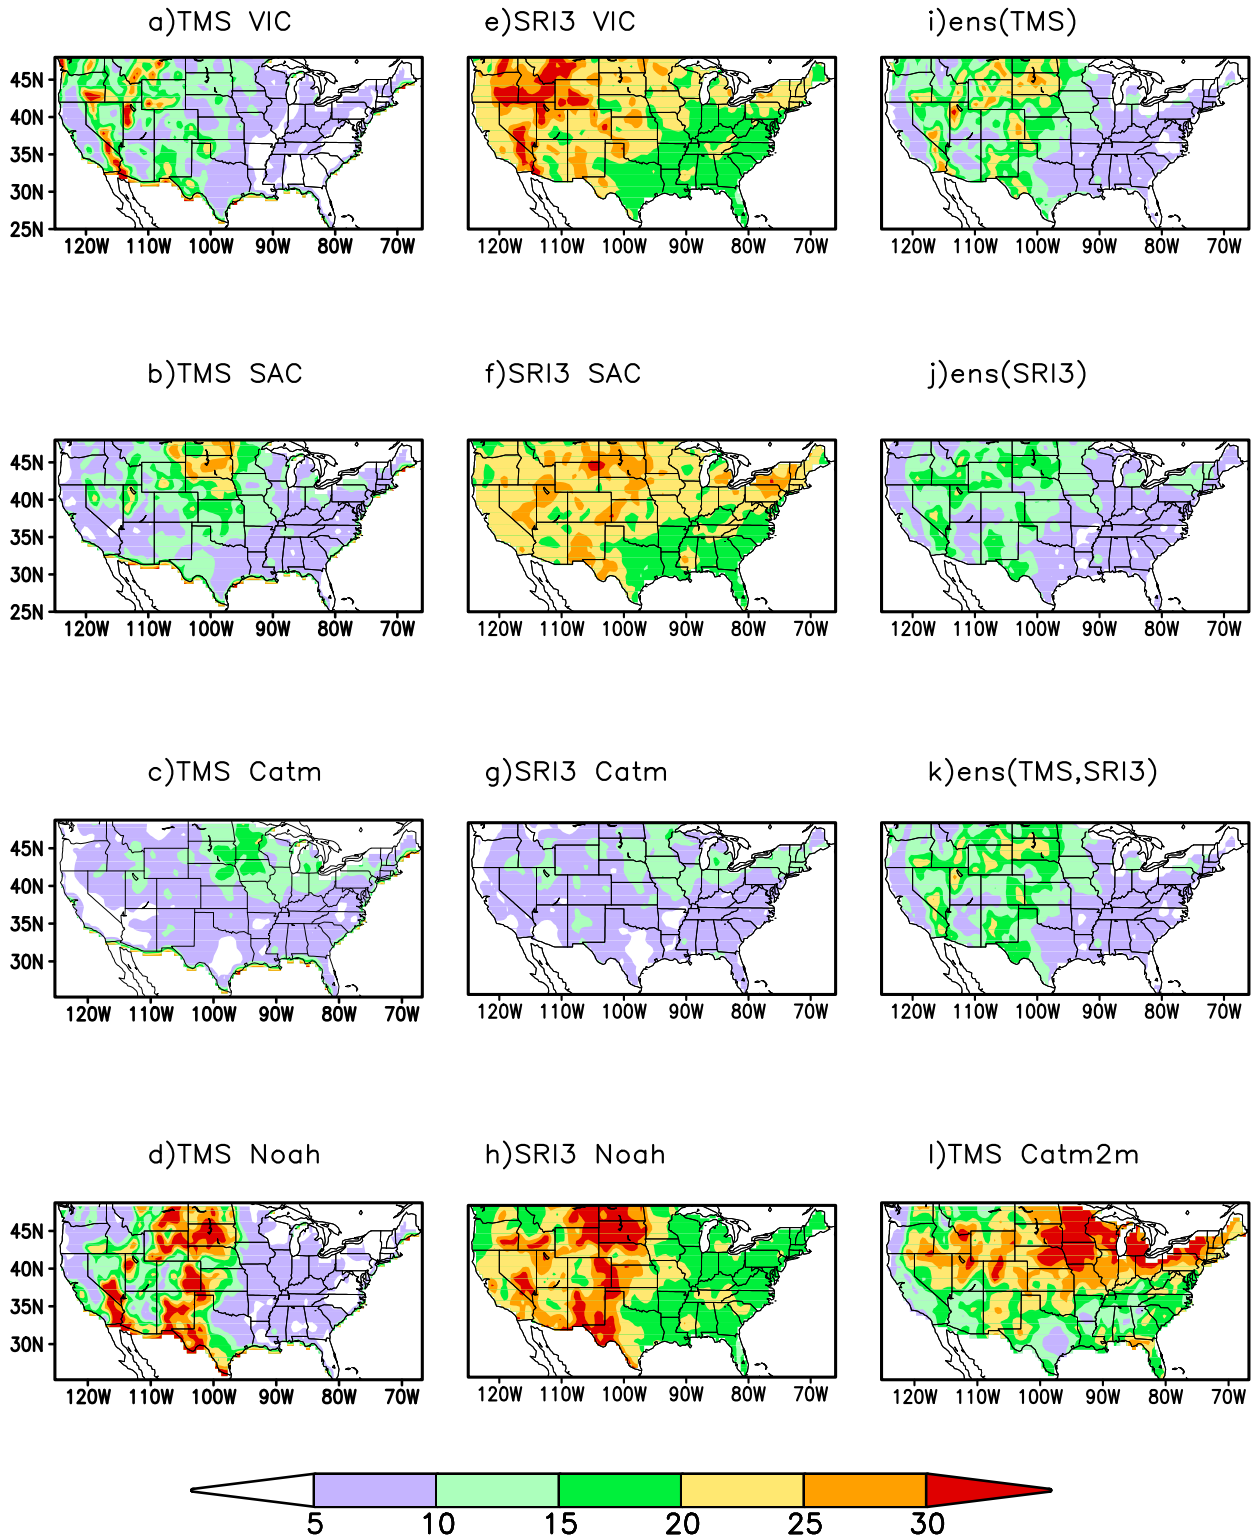 a)TMS VIC
e)SRI3 VIC
i)ens(TMS)
45N
40N
35N
30N
25N
120W 110W 100W 90W 80W 70W
120W 110W 100W 90W 80W 70W
120W 110W 100W 90W 80W 70W
b)TMS SAC
f)SRI3 SAC
j)ens(SRI3)
45N
40N
35N
30N
25N
120W 110W 100W 90W 80W 70W
120W 110W 100W 90W 80W 70W
120W 110W 100W 90W 80W 70W
c)TMS Catm
g)SRI3 Catm
k)ens(TMS,SRI3)
45N
40N
35N
30N
120W 110W 100W 90W 80W 70W
120W 110W 100W 90W 80W 70W
120W 110W 100W 90W 80W 70W
d)TMS Noah
h)SRI3 Noah
l)TMS Catm2m
45N
40N
35N
30N
120W 110W 100W 90W 80W 70W
120W 110W 100W 90W 80W 70W
120W 110W 100W 90W 80W 70W
5 10 15 20 25 30